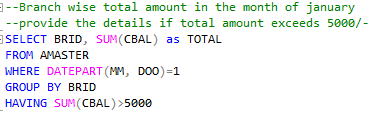 --Branch wise total amount in the month of january
--provide the details if total amount exceeds 5000/-
SELECT BRID, SUM(CBAL) as TOTAL
FROM AMASTER
WHERE DATEPART(MM, DOO)=1
GROUP BY BRID
HAVING SUM(CBAL)>5000